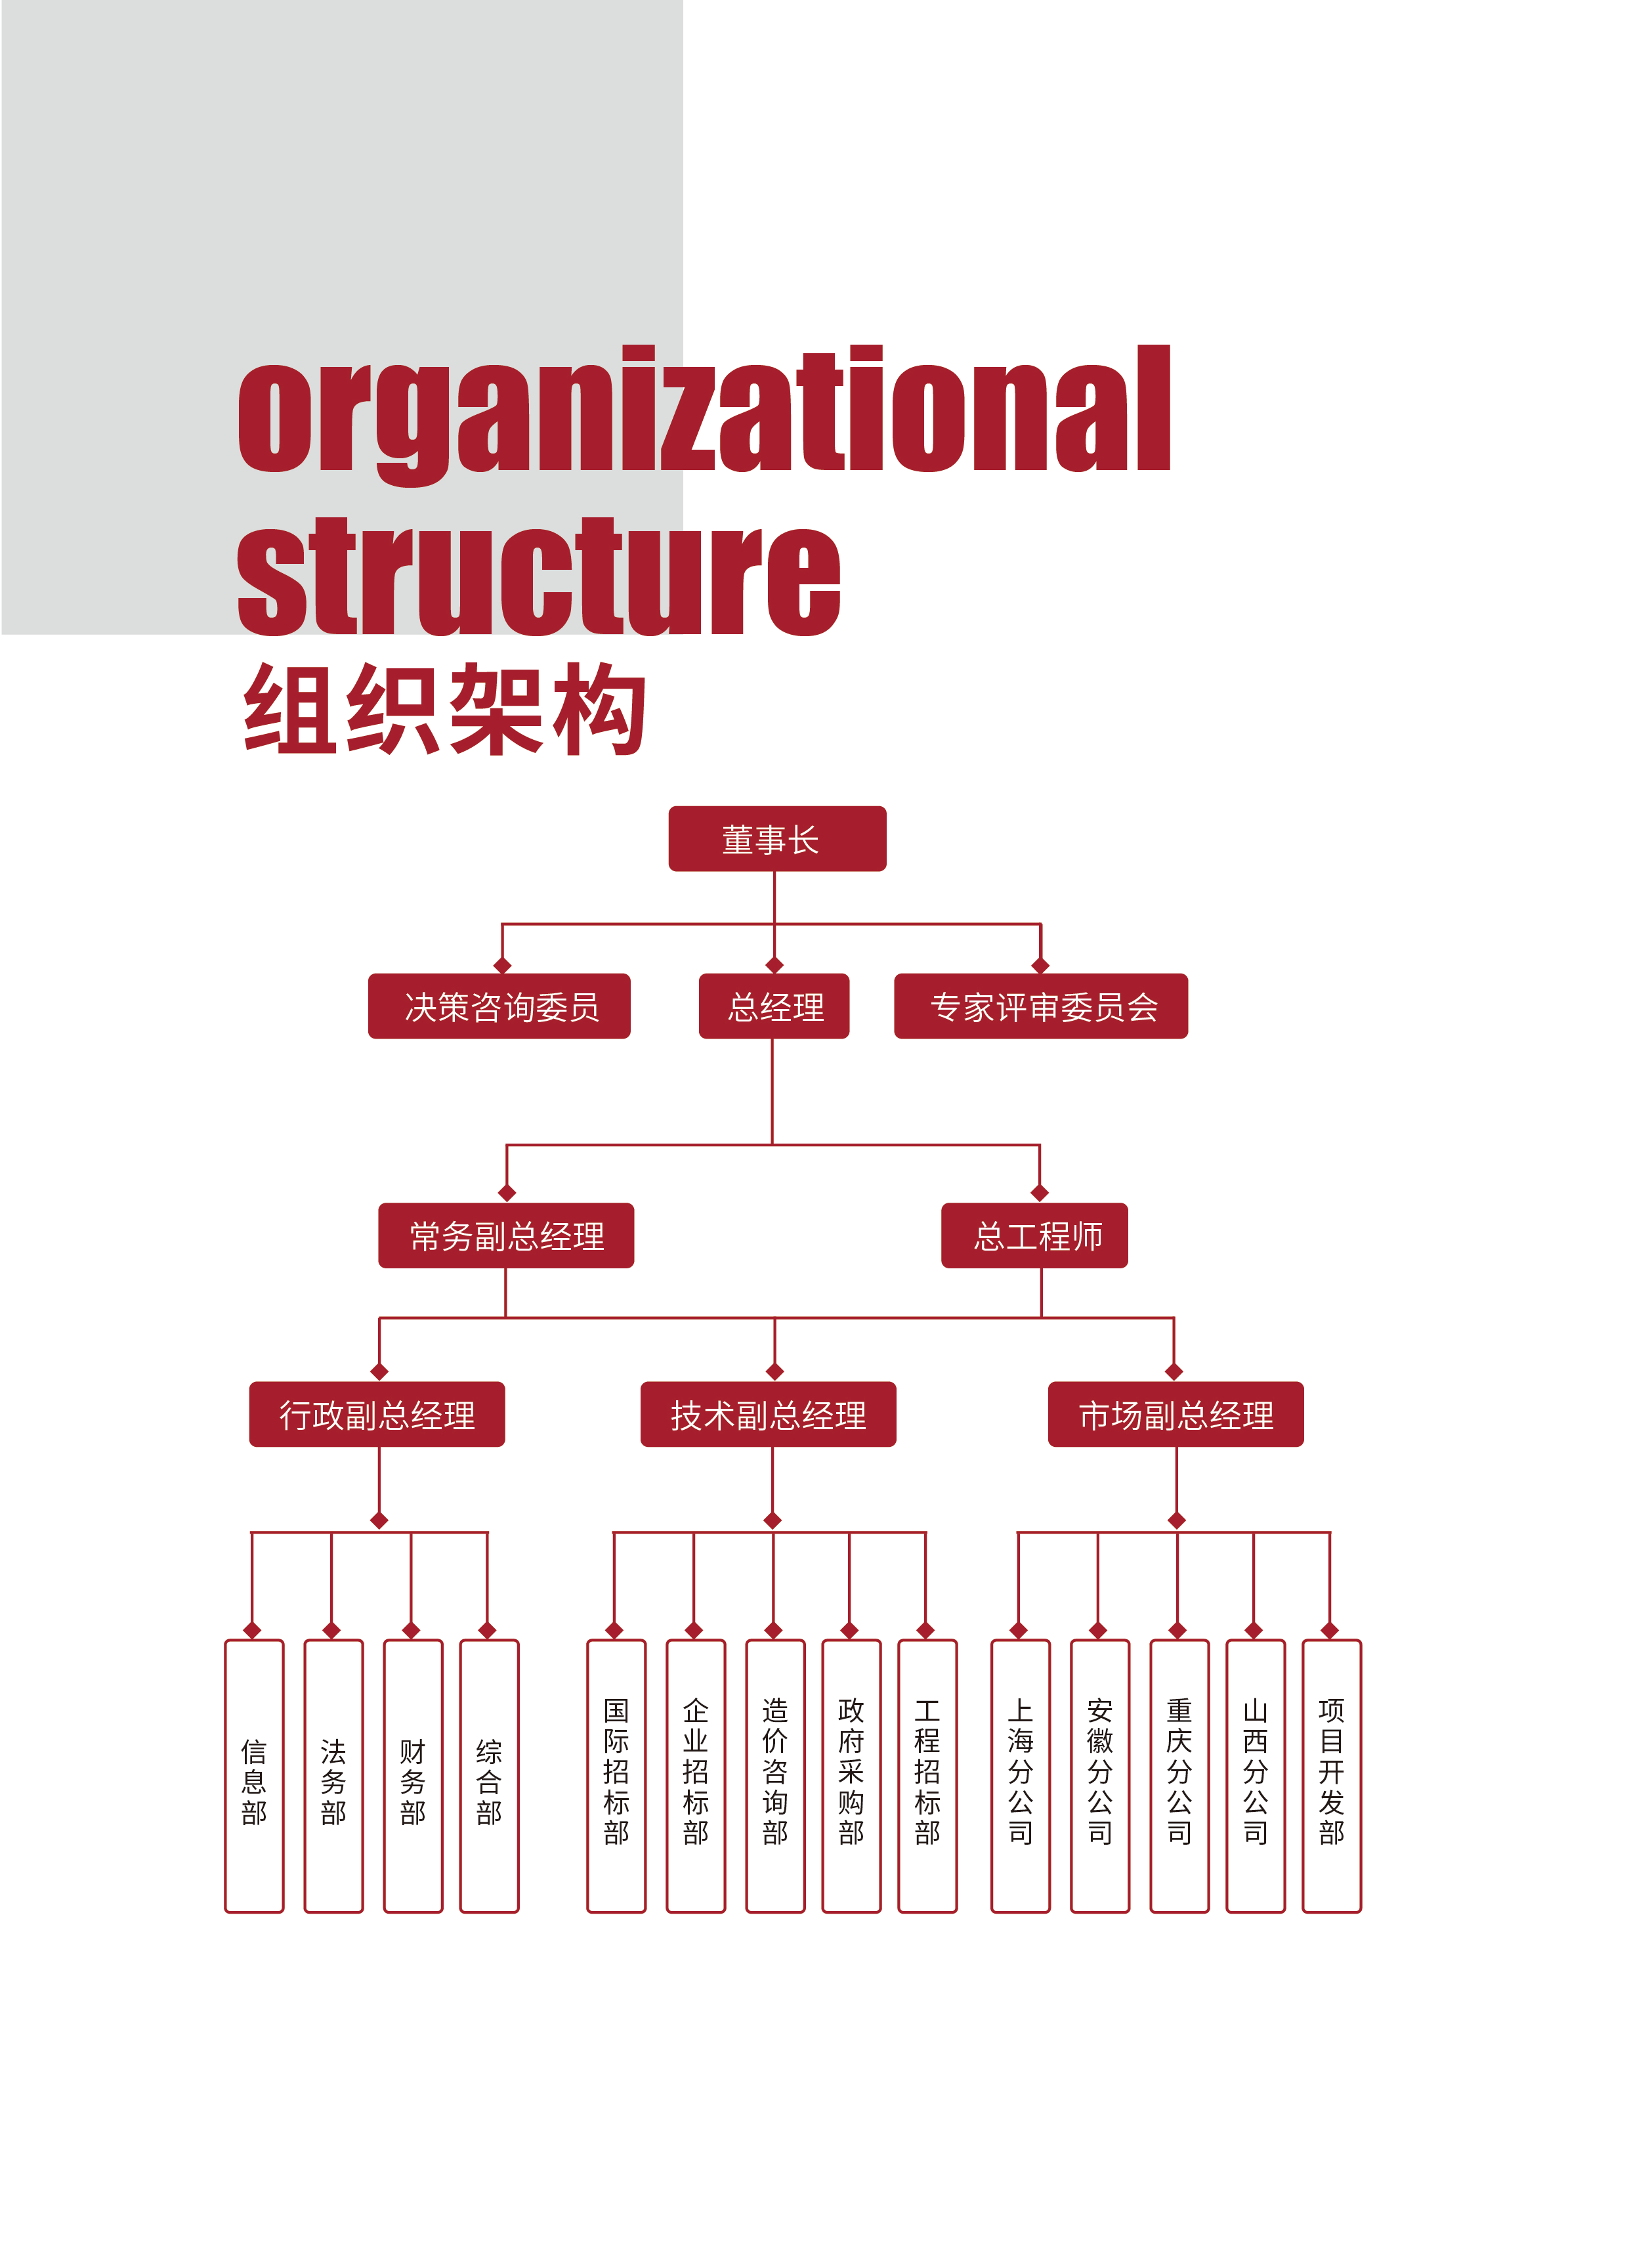 organizational
structure
组织架构
董事长
决策咨询委员
总经理
专家评审委员会
常务副总经理
总工程师
行政副总经理
技术副总经理
市场副总经理
信息部
法务部
财务部
综合部
国际招标部
企业招标部
造价咨询部
政府采购部
工程招标部
上海分公司
安徽分公司
重庆分公司
山西分公司
项目开发部